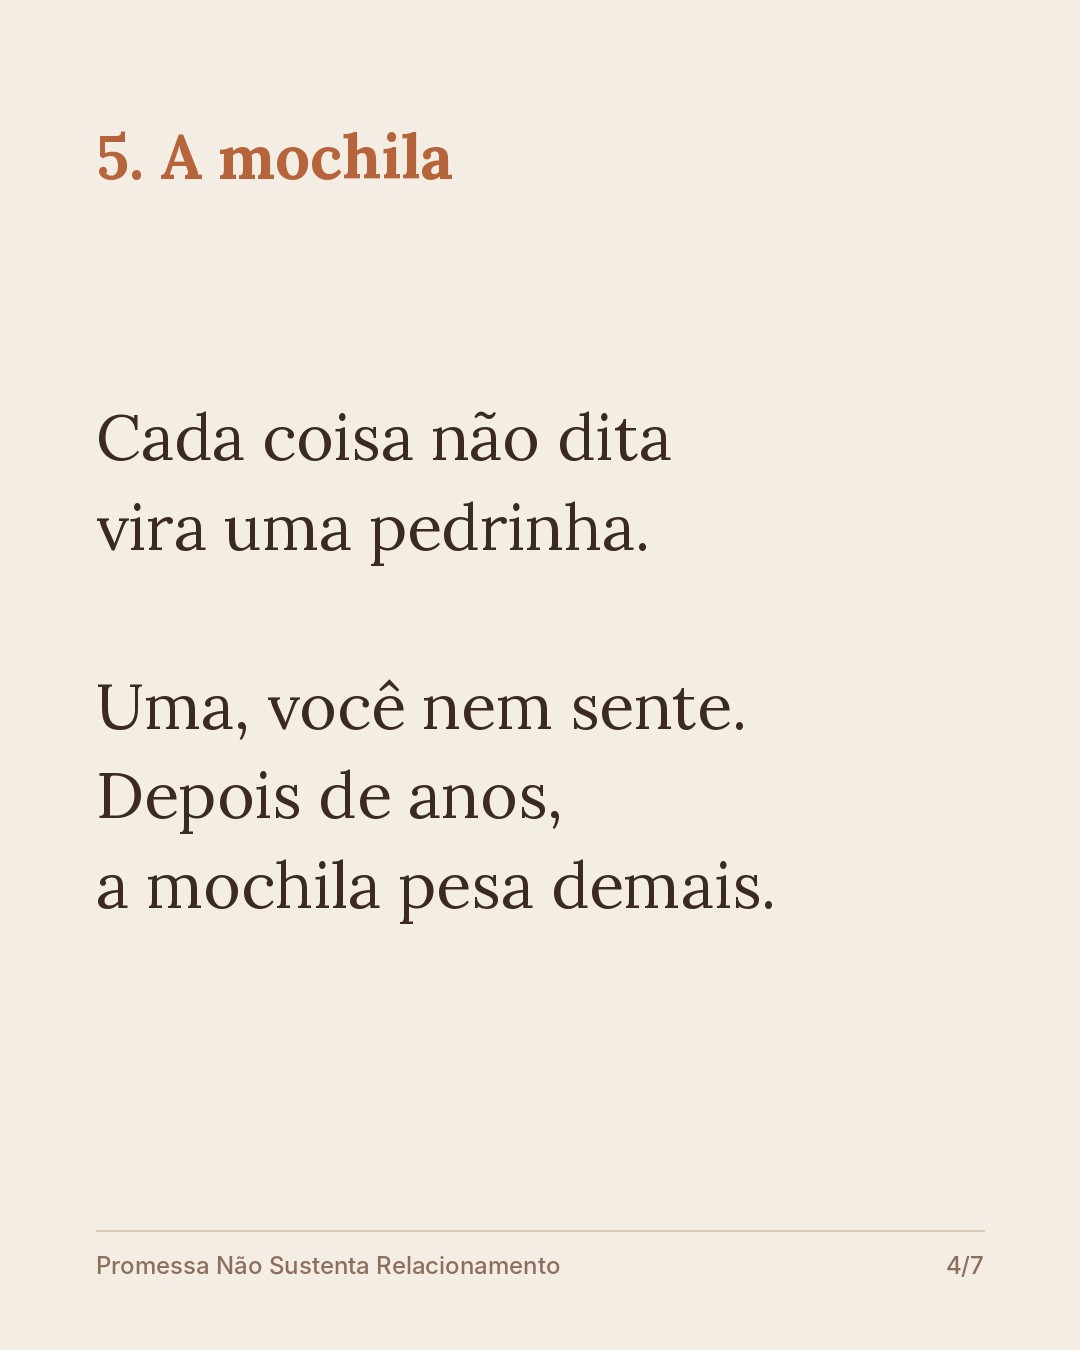 5. A mochila
Cada coisa não dita
vira uma pedrinha.
Uma, você nem sente.
Depois de anos,
a mochila pesa demais.
Promessa Não Sustenta Relacionamento
4/7